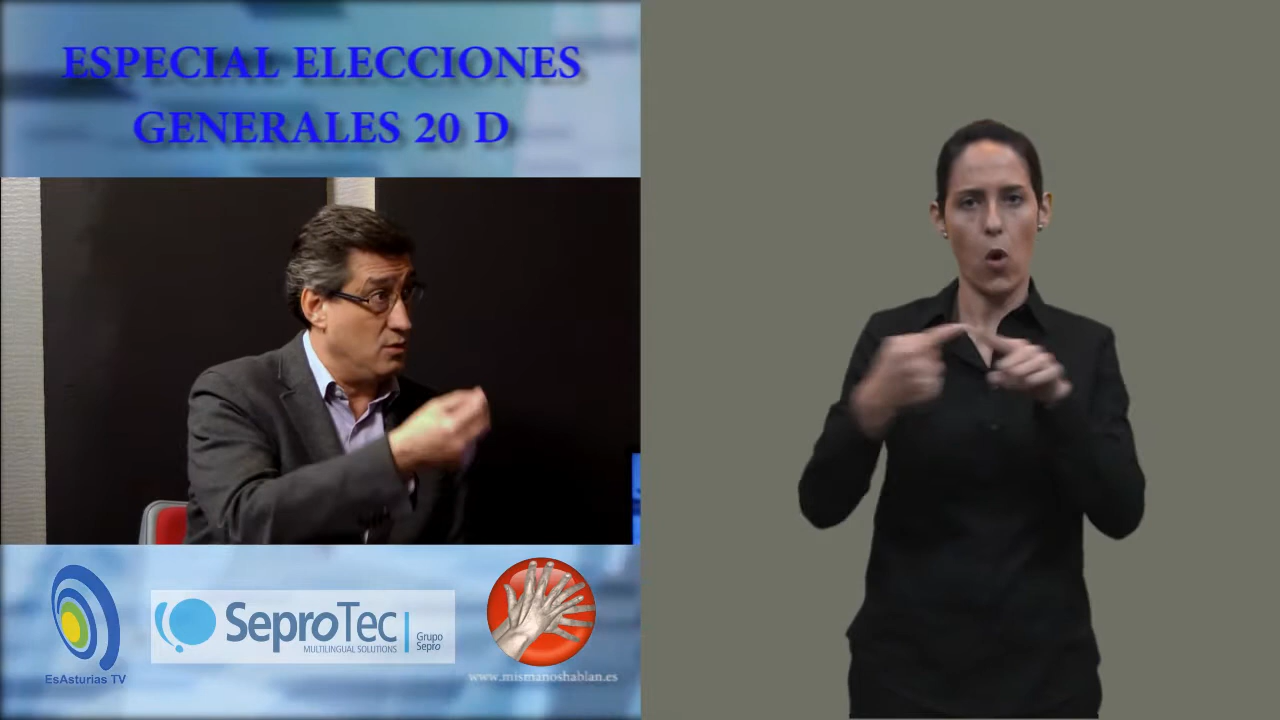 ESPECIAL ELECCIONES
GENERALES 20 D
SeproTec
MULTILINGUAL SOLUTIONS
Grupo
Sepro
EsAsturias TV
www.mismanoshablan.es